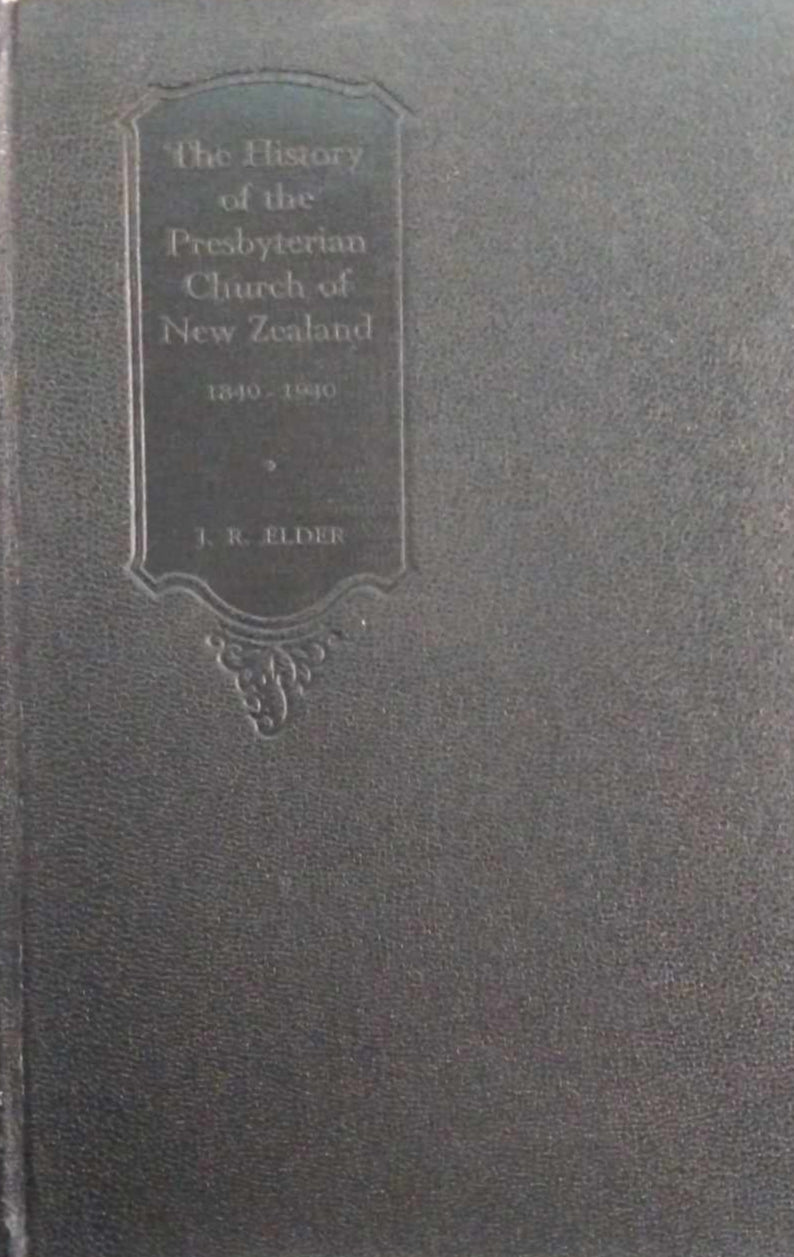 The History
of the
Presbyterian
Church of
New Zealand
1840 - 1940
J. R. ELDER